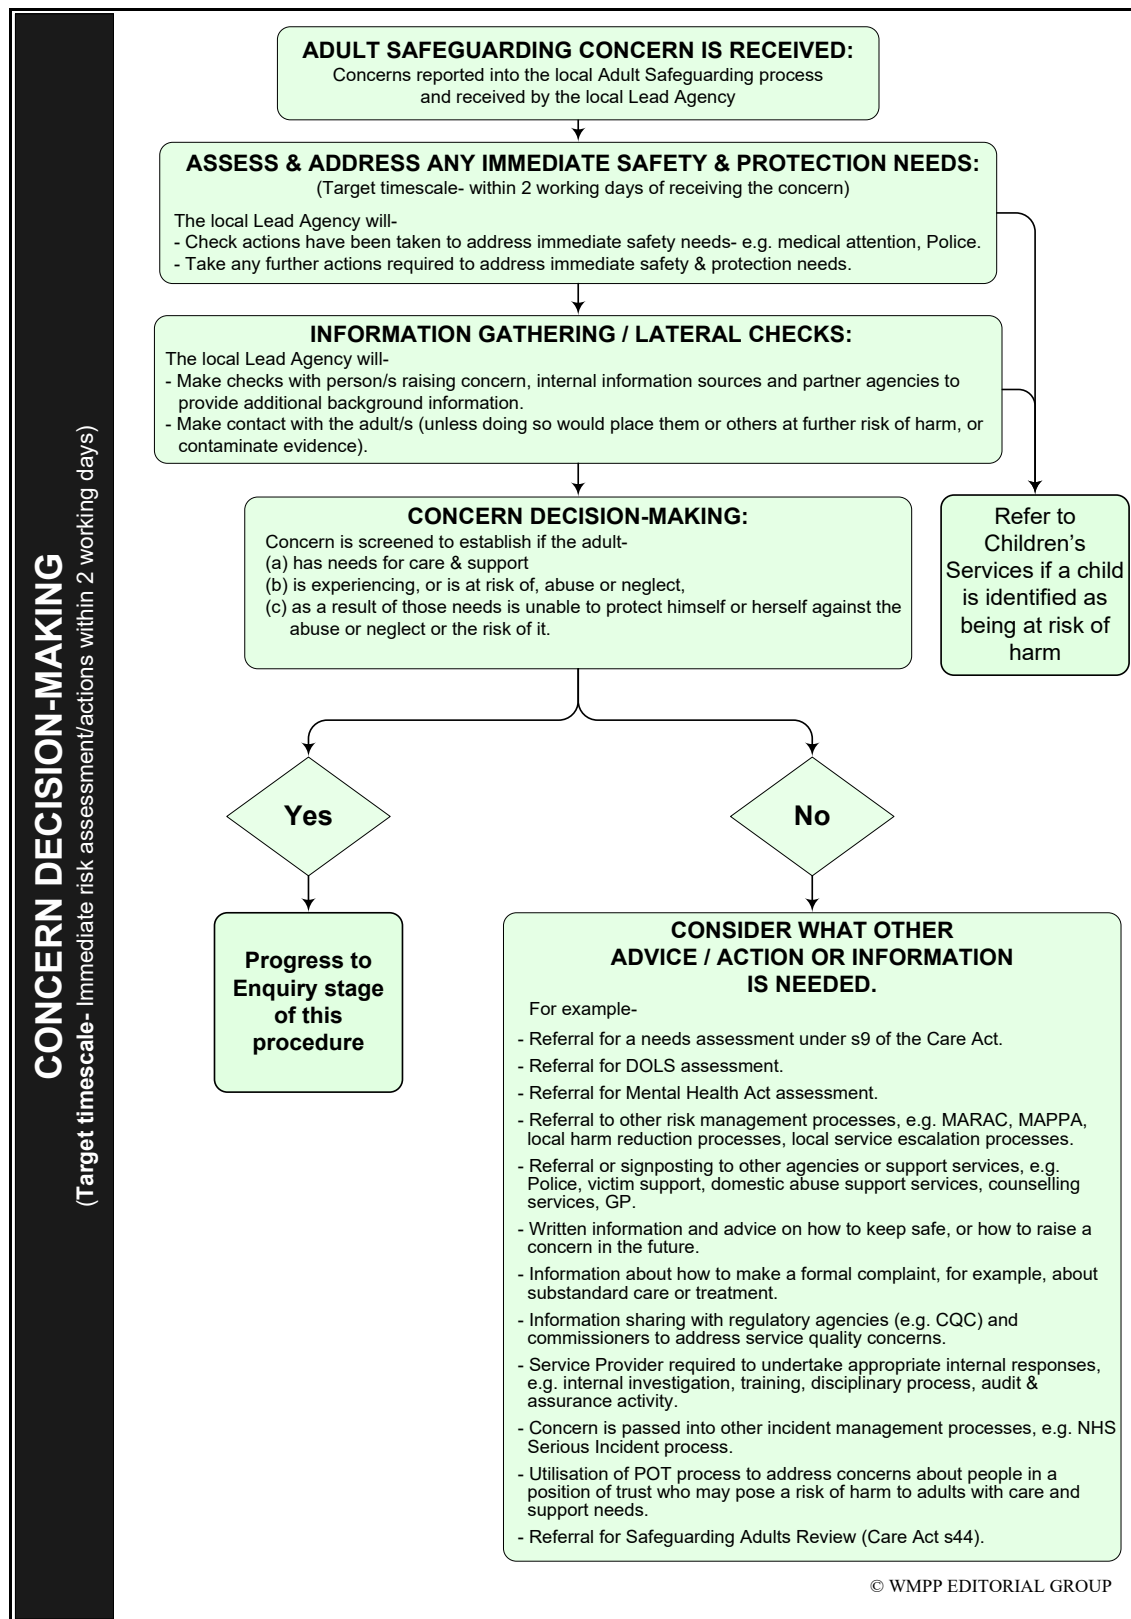 CONCERN DECISION-MAKING
(Target timescale- Immediate risk assessment/actions within 2 working days)
ADULT SAFEGUARDING CONCERN IS RECEIVED:
Concerns reported into the local Adult Safeguarding process
and received by the local Lead Agency
ASSESS & ADDRESS ANY IMMEDIATE SAFETY & PROTECTION NEEDS:
(Target timescale- within 2 working days of receiving the concern)
The local Lead Agency will-
- Check actions have been taken to address immediate safety needs- e.g. medical attention, Police.
- Take any further actions required to address immediate safety & protection needs.
INFORMATION GATHERING / LATERAL CHECKS:
The local Lead Agency will-
- Make checks with person/s raising concern, internal information sources and partner agencies to
provide additional background information.
- Make contact with the adult/s (unless doing so would place them or others at further risk of harm, or
contaminate evidence).
CONCERN DECISION-MAKING:
Concern is screened to establish if the adult-
(a) has needs for care & support
(b) is experiencing, or is at risk of, abuse or neglect,
(c) as a result of those needs is unable to protect himself or herself against the
abuse or neglect or the risk of it.
Refer to
Children's
Services if a child
is identified as
being at risk of
harm
Yes
No
Progress to
Enquiry stage
of this
procedure
CONSIDER WHAT OTHER
ADVICE / ACTION OR INFORMATION
IS NEEDED.
For example-
- Referral for a needs assessment under s9 of the Care Act.
- Referral for DOLS assessment.
- Referral for Mental Health Act assessment.
- Referral to other risk management processes, e.g. MARAC, MAPPA,
local harm reduction processes, local service escalation processes.
- Referral or signposting to other agencies or support services, e.g.
Police, victim support, domestic abuse support services, counselling
services, GP.
- Written information and advice on how to keep safe, or how to raise a
concern in the future.
- Information about how to make a formal complaint, for example, about
substandard care or treatment.
- Information sharing with regulatory agencies (e.g. CQC) and
commissioners to address service quality concerns.
- Service Provider required to undertake appropriate internal responses,
e.g. internal investigation, training, disciplinary process, audit &
assurance activity.
- Concern is passed into other incident management processes, e.g. NHS
Serious Incident process.
- Utilisation of POT process to address concerns about people in a
position of trust who may pose a risk of harm to adults with care and
support needs.
- Referral for Safeguarding Adults Review (Care Act s44).
© WMPP EDITORIAL GROUP